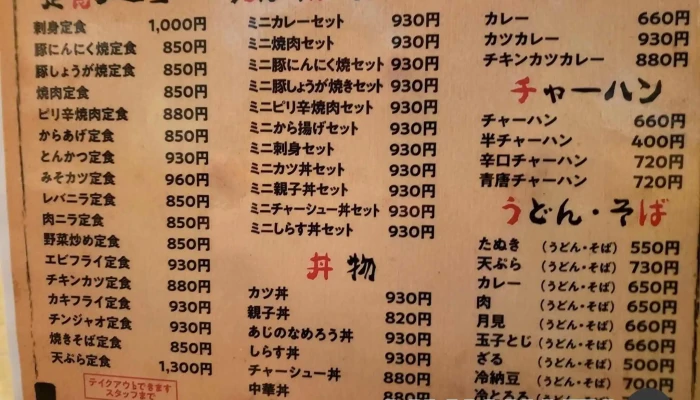 刺身定食 1,000円
豚にんにく焼定食 850円
豚しょうが焼定食 850円
焼肉定食 850円
ピリ辛焼肉定食 880円
からあげ定食 850円
とんかつ定食 930円
みそカツ定食 960円
レバニラ定食 850円
肉ニラ定食 850円
野菜炒め定食 850円
エビフライ定食 930円
チキンカツ定食 880円
カキフライ定食 930円
チンジャオ定食 930円
焼きそば定食 850円
天ぷら定食 1,300円
テイクアウトできます
スタッフまで
ミニカレーセット 930円
ミニ焼肉セット 930円
ミニ豚にんにく焼セット 930円
ミニ豚しょうが焼きセット 930円
ミニピリ辛焼肉セット 930円
ミニから揚げセット 930円
ミニ刺身セット 930円
ミニカツ丼セット 930円
ミニ親子丼セット 930円
ミニチャーシュー丼セット 930円
ミニしらす丼セット 930円
丼物
カツ丼 930円
親子丼 820円
あじのなめろう丼 930円
しらす丼 930円
チャーシュー丼 880円
中華丼 880円
カレー 660円
カツカレー 930円
チキンカツカレー 880円
チャーハン
チャーハン 660円
半チャーハン 400円
辛口チャーハン 720円
青唐チャーハン 720円
うどん・そば
たぬき (うどん・そば) 550円
天ぷら (うどん・そば) 730円
カレー (うどん・そば) 650円
肉 (うどん・そば) 650円
月見 (うどん・そば) 660円
玉子とじ (うどん・そば) 660円
ざる (うどん・そば) 500円
冷納豆 (うどん・そば) 700円
冷とろろ